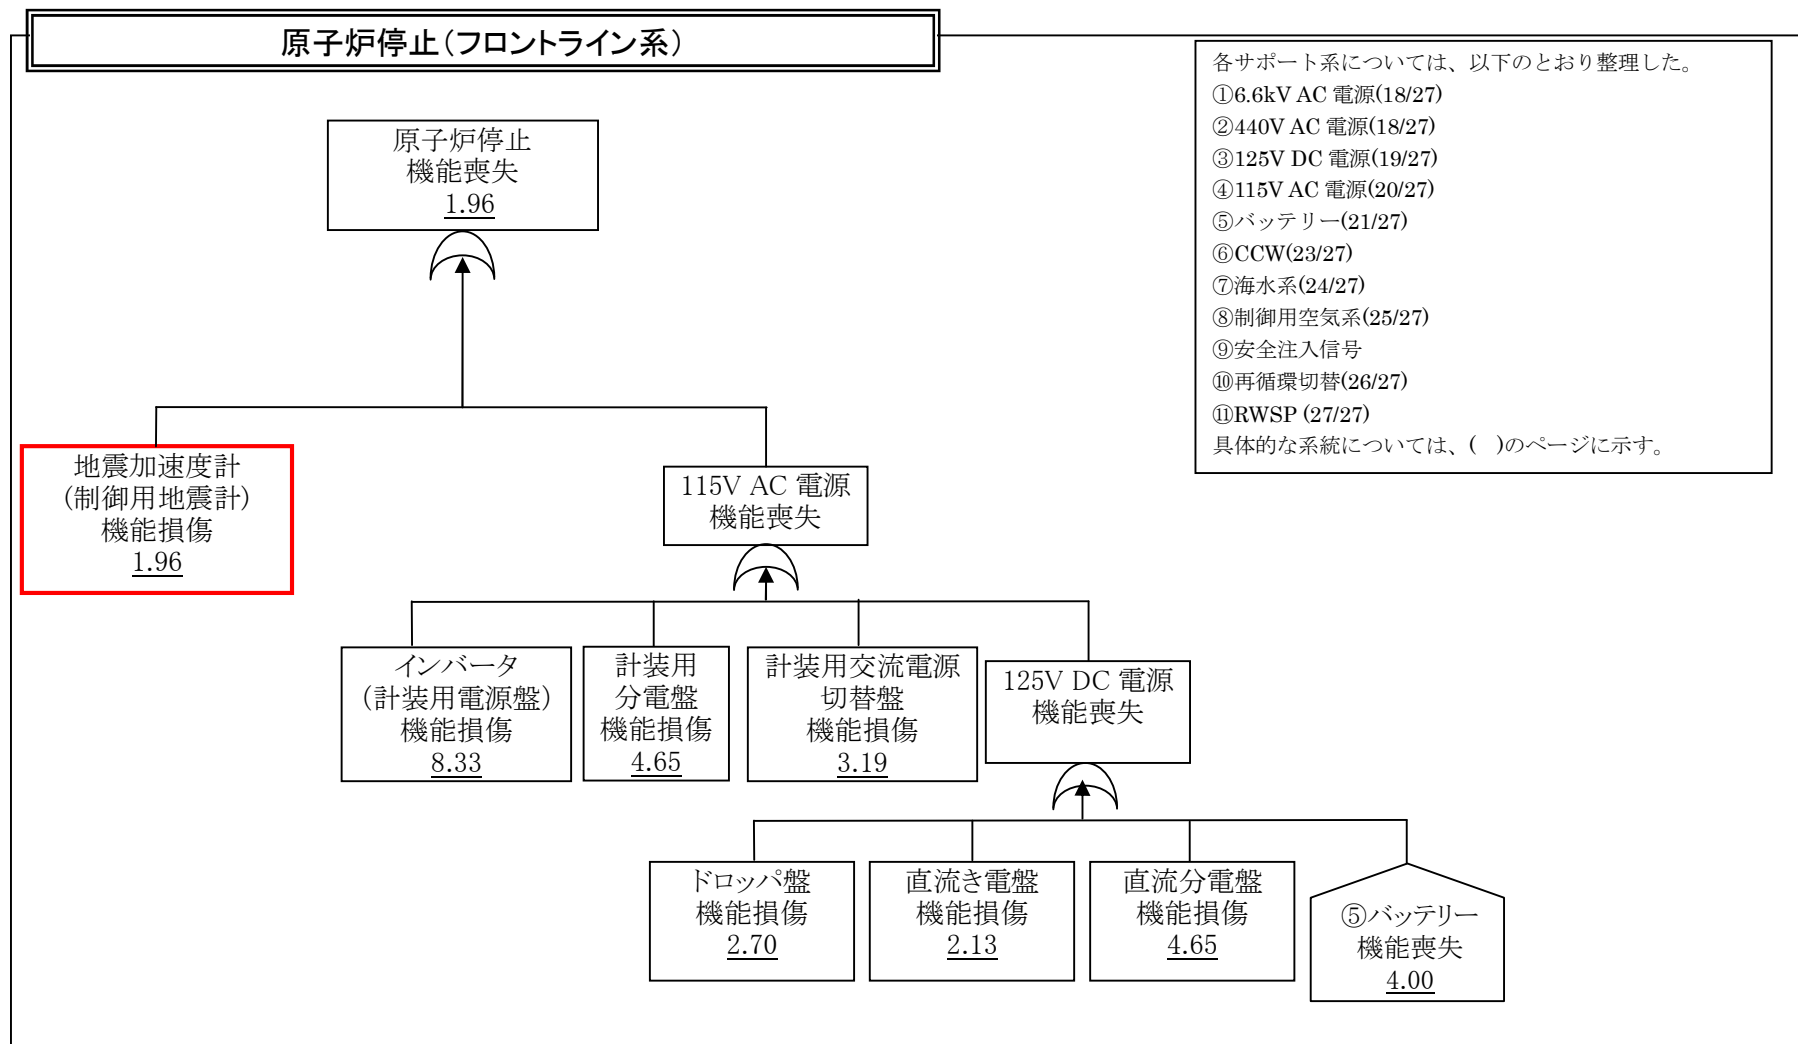 原子炉停止(フロントライン系)
各サポート系については、以下のとおり整理した。
①6.6kV AC 電源(18/27)
②440V AC 電源(18/27)
③125V DC 電源(19/27)
④115V AC 電源(20/27)
⑤バッテリー(21/27)
⑥CCW(23/27)
⑦海水系(24/27)
⑧制御用空気系(25/27)
⑨安全注入信号
⑩再循環切替(26/27)
⑪RWSP (27/27)
具体的な系統については、(　)のページに示す。
原子炉停止
機能喪失
1.96
地震加速度計
(制御用地震計)
機能損傷
1.96
115V AC 電源
機能喪失
インバータ
(計装用電源盤)
機能損傷
8.33
計装用
分電盤
機能損傷
4.65
計装用交流電源
切替盤
機能損傷
3.19
125V DC 電源
機能喪失
ドロッパ盤
機能損傷
2.70
直流き電盤
機能損傷
2.13
直流分電盤
機能損傷
4.65
⑤バッテリー
機能喪失
4.00